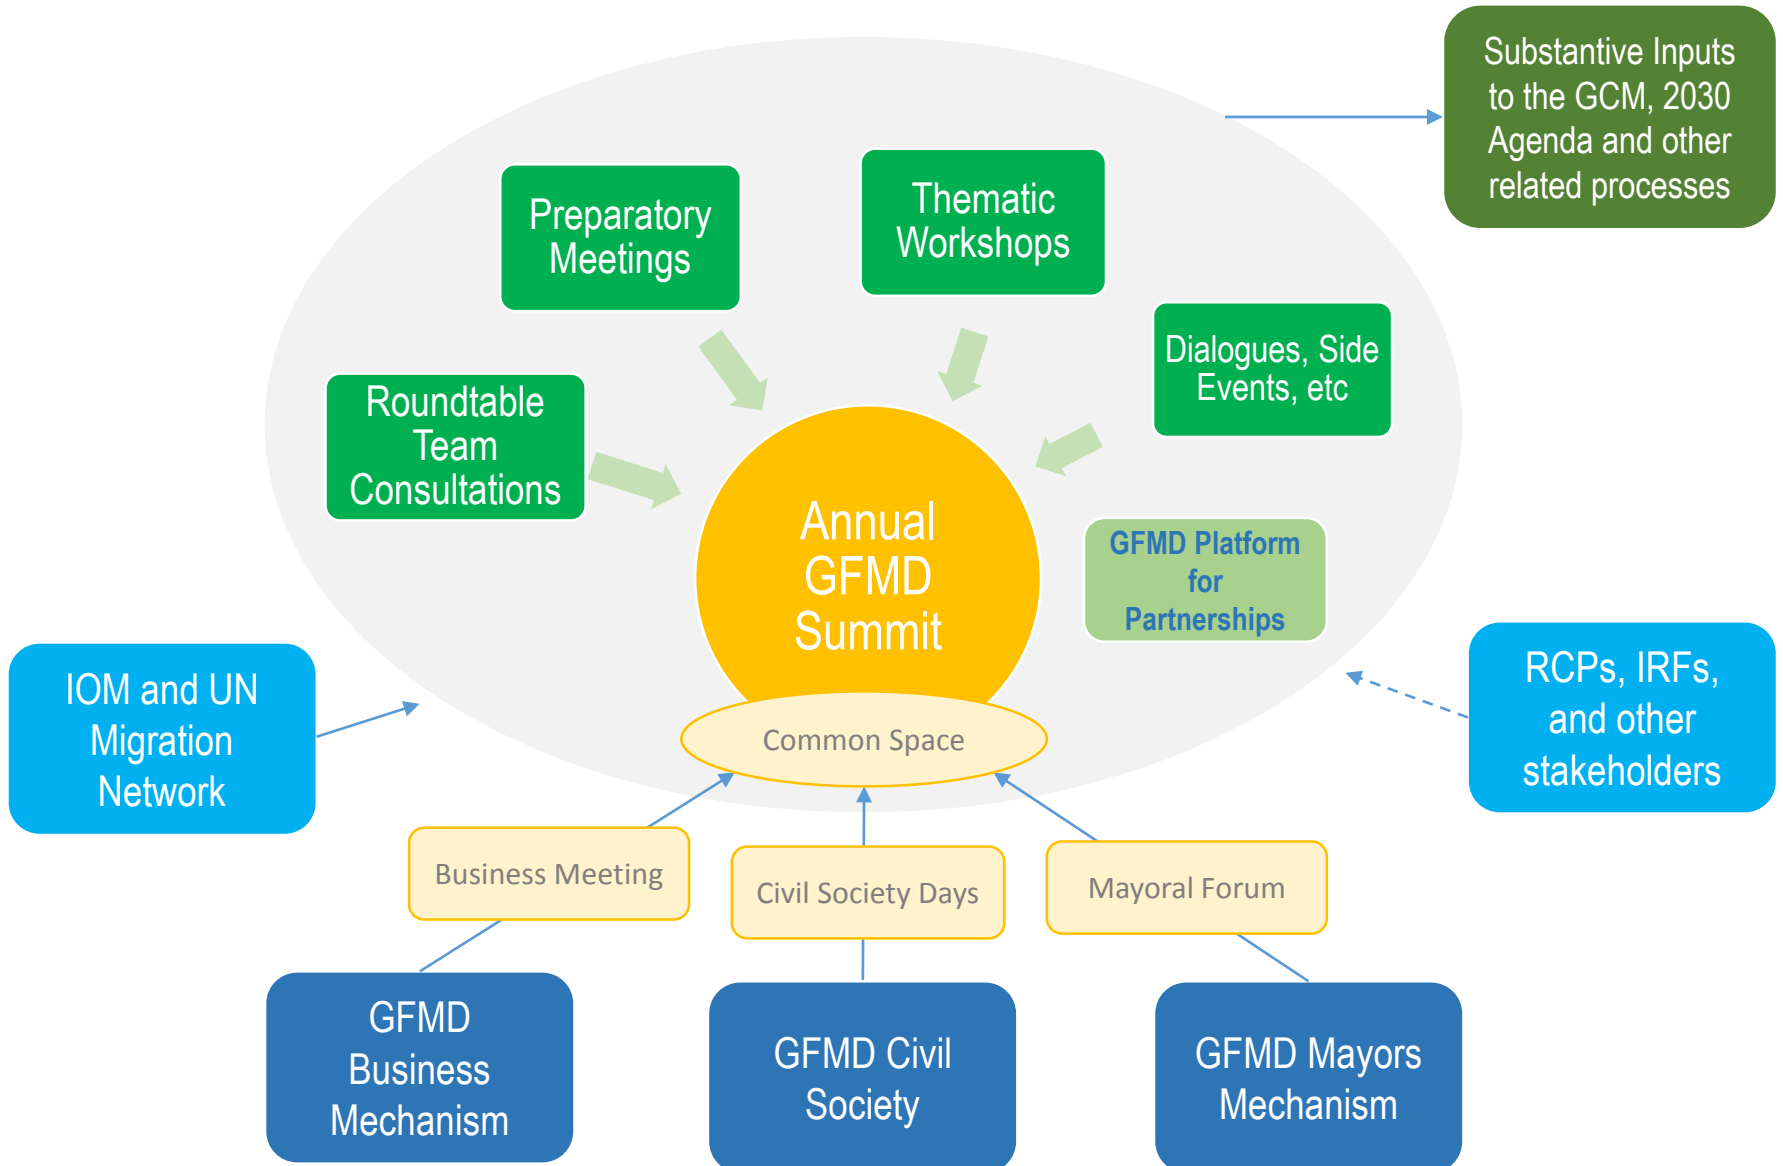 Substantive Inputs
to the GCM, 2030
Agenda and other
related processes
Preparatory
Meetings
Thematic
Workshops
Dialogues, Side
Events, etc
Roundtable
Team
Consultations
Annual
GFMD
Summit
GFMD Platform
for
Partnerships
IOM and UN
Migration
Network
RCPs, IRFs,
and other
stakeholders
Common Space
Business Meeting
Civil Society Days
Mayoral Forum
GFMD
Business
Mechanism
GFMD Civil
Society
GFMD Mayors
Mechanism